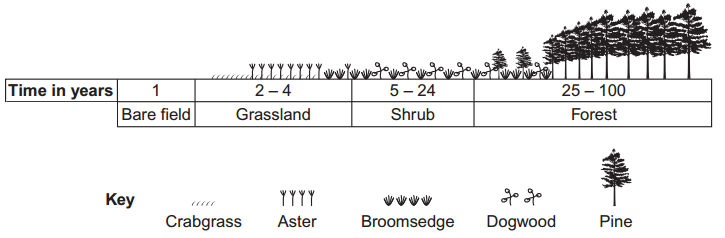 Time in years 1 2 – 4 5 – 24 25 – 100
Bare field Grassland Shrub Forest
Key
Crabgrass Aster Broomsedge Dogwood Pine